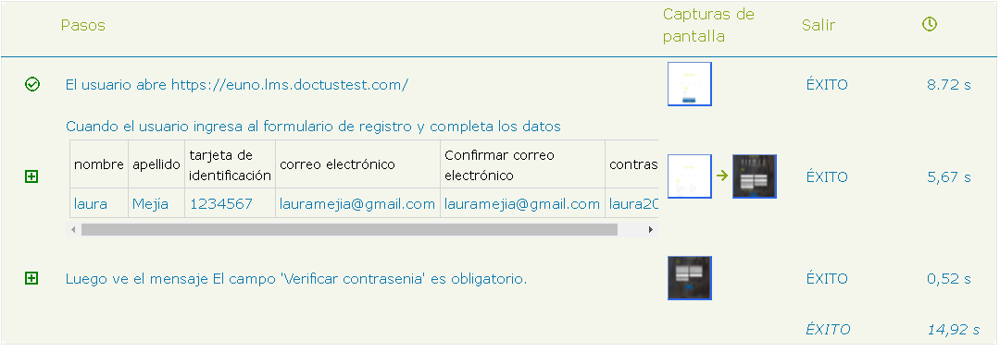 Pasos
Capturas de
pantalla
Salir
El usuario abre https://euno.lms.doctustest.com/
ÉXITO
8.72 s
Cuando el usuario ingresa al formulario de registro y completa los datos
nombre
apellido
tarjeta de
identificación
correo electrónico
Confirmar correo
electrónico
contras
laura
Mejía
1234567
lauramejia@gmail.com
lauramejia@gmail.com
laura20
ÉXITO
5,67 s
Luego ve el mensaje El campo 'Verificar contrasenia' es obligatorio.
ÉXITO
0,52 s
ÉXITO
14,92 s